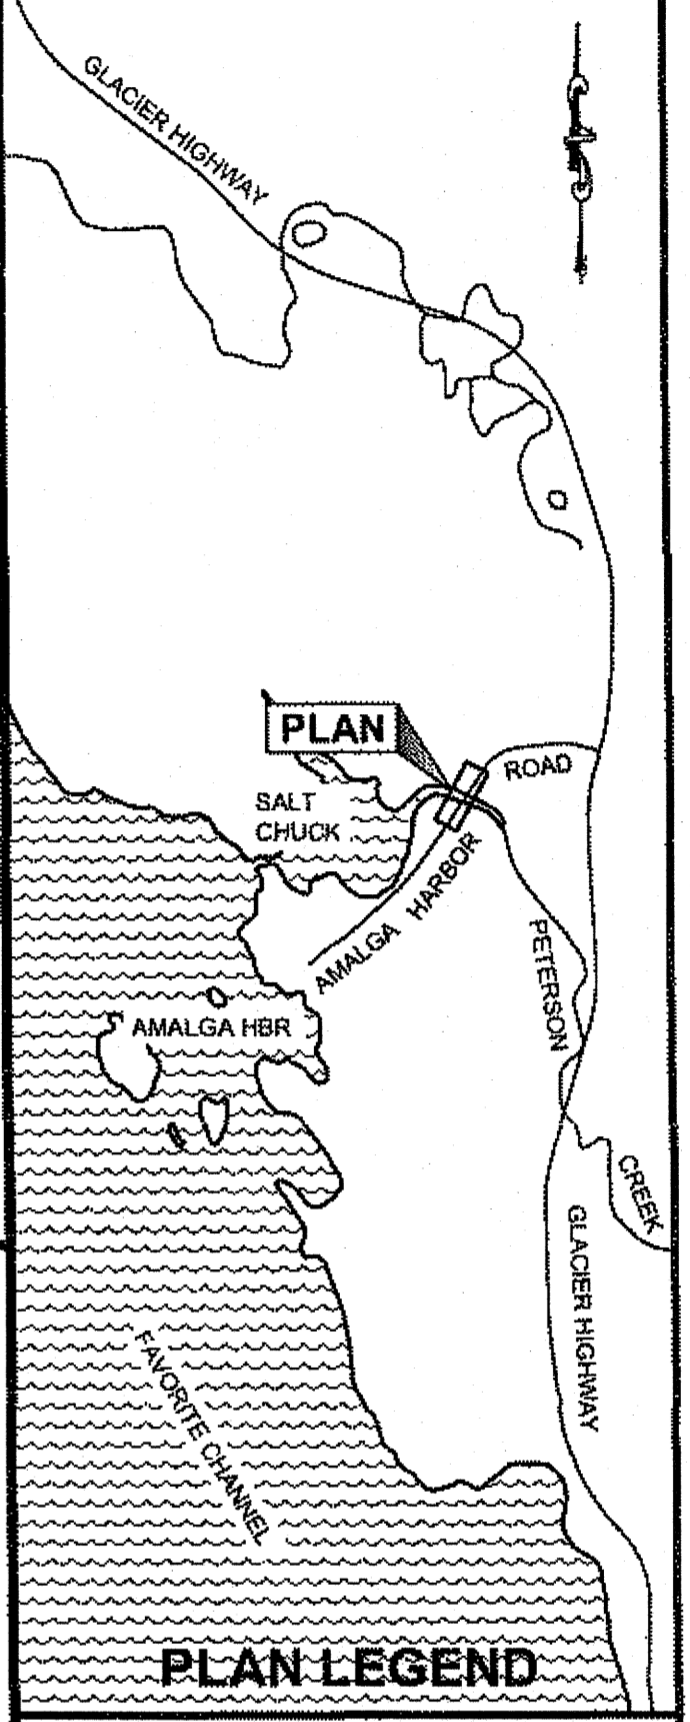 GLACIER HIGHWAY
PLAN
ROAD
SALT
CHUCK
AMALGA HARBOR
PETERSON
AMALGA HBR
CREEK
GLACIER HIGHWAY
FAVORITE CHANNEL
PLAN LEGEND